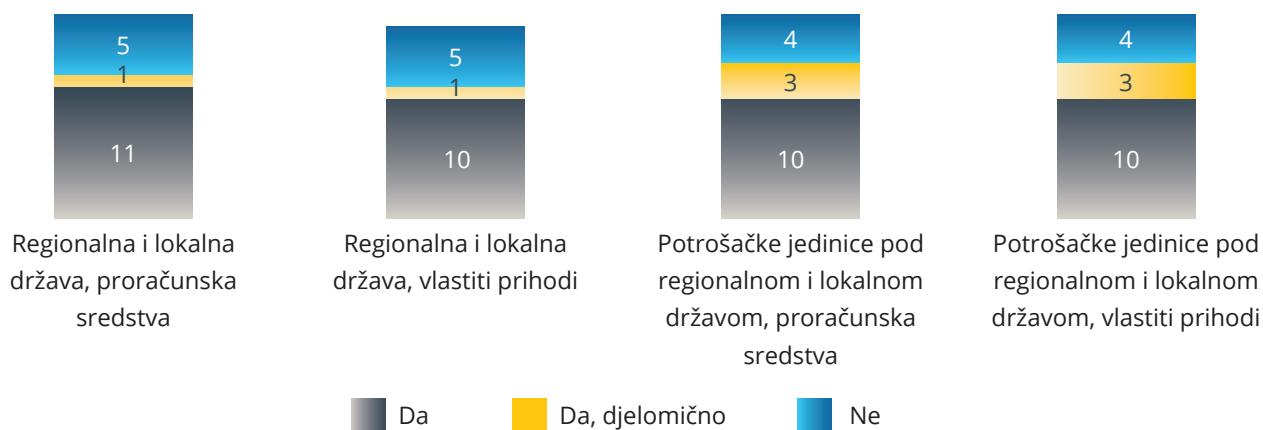 5
1
11
Regionalna i lokalna
država, proračunska
sredstva
5
1
10
Regionalna i lokalna
država, vlastiti prihodi
4
3
10
Potrošačke jedinice pod
regionalnom i lokalnom
državom, proračunska
sredstva
4
3
10
Potrošačke jedinice pod
regionalnom i lokalnom
državom, vlastiti prihodi
Da
Da, djelomično
Ne